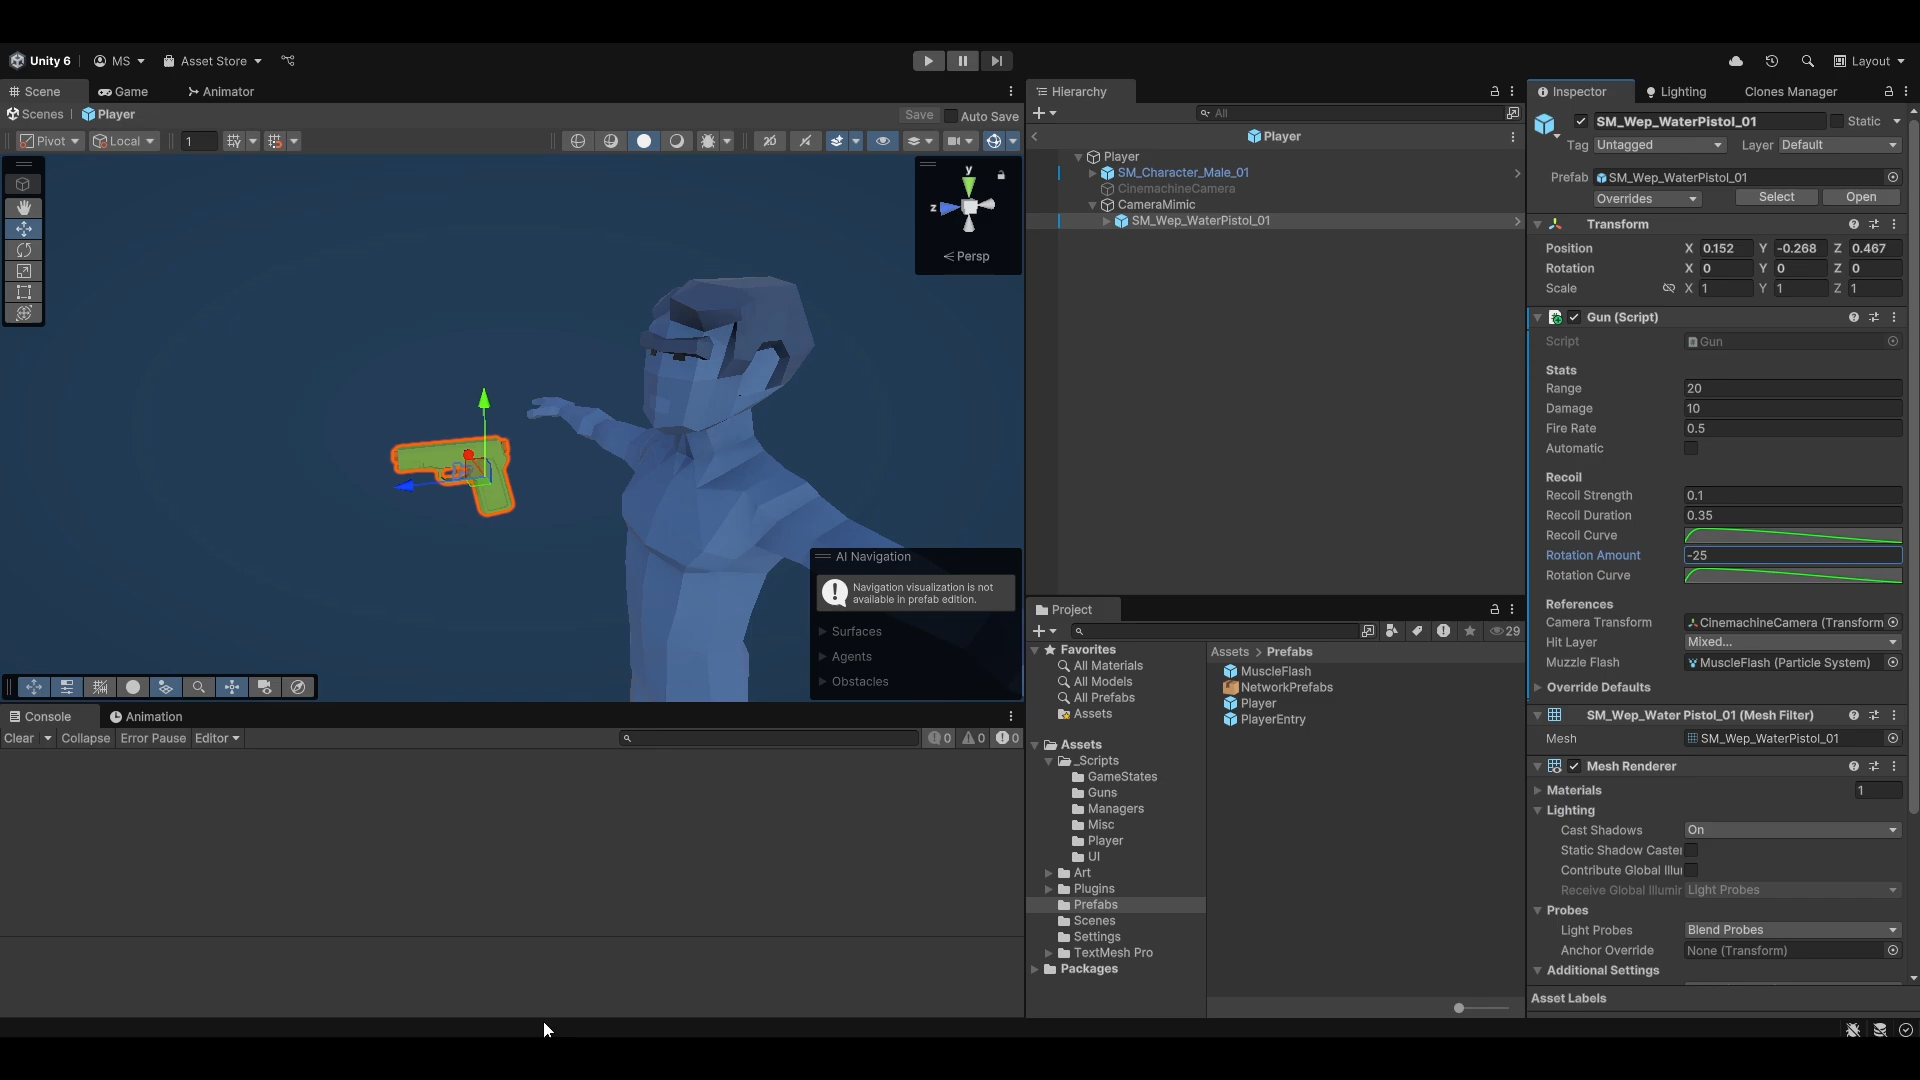 Unity 6
MS
Asset Store
Layout
Scene
Game
Animator
Scenes
Player
Save
Auto Save
Pivot
Local
1
y
z
Persp
AI Navigation
Navigation visualization is not
available in prefab edition.
Surfaces
Agents
Obstacles
Console
Animation
Clear
Collapse
Error Pause
Editor
0
0
0
Hierarchy
All
Player
Player
SM_Character_Male_01
CinemachineCamera
CameraMimic
SM_Wep_WaterPistol_01
Project
29
Favorites
All Materials
All Models
All Prefabs
Assets
Assets
_Scripts
GameStates
Guns
Managers
Misc
Player
UI
Art
Plugins
Prefabs
Scenes
Settings
TextMesh Pro
Packages
Assets > Prefabs
MuscleFlash
NetworkPrefabs
Player
PlayerEntry
Inspector
Lighting
Clones Manager
SM_Wep_WaterPistol_01
Static
Tag Untagged Layer Default
Prefab SM_Wep_WaterPistol_01
Overrides Select Open
Transform
Position X 0.152 Y -0.268 Z 0.467
Rotation X 0 Y 0 Z 0
Scale X 1 Y 1 Z 1
Gun (Script)
Script Gun
Stats
Range 20
Damage 10
Fire Rate 0.5
Automatic
Recoil
Recoil Strength 0.1
Recoil Duration 0.35
Recoil Curve
Rotation Amount -25
Rotation Curve
References
Camera Transform CinemachineCamera (Transform
Hit Layer Mixed...
Muzzle Flash MuscleFlash (Particle System)
Override Defaults
SM_Wep_Water Pistol_01 (Mesh Filter)
Mesh SM_Wep_WaterPistol_01
Mesh Renderer
Materials 1
Lighting
Cast Shadows On
Static Shadow Caster
Contribute Global Illu
Receive Global Illumir Light Probes
Probes
Light Probes Blend Probes
Anchor Override None (Transform)
Additional Settings
Asset Labels